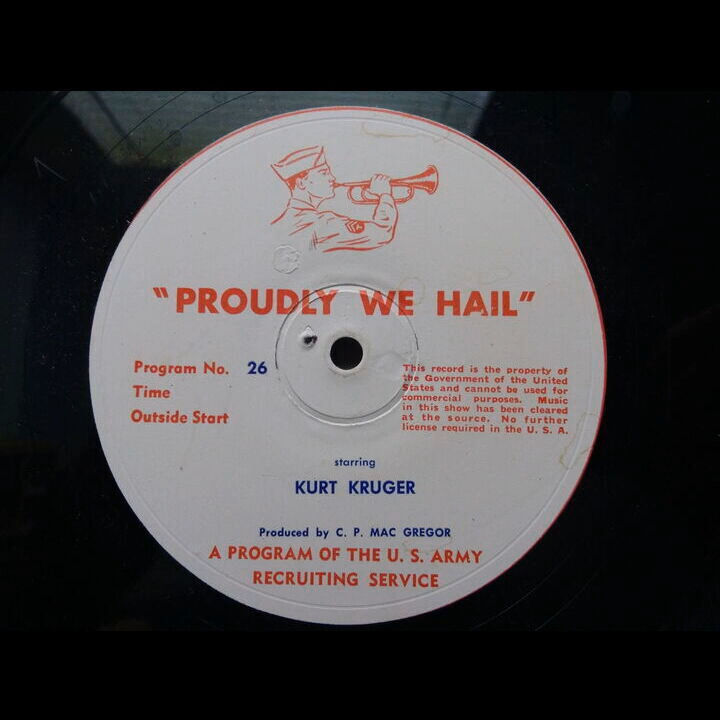 "PROUDLY WE HAIL"
Program No. 26
Time
Outside Start
This record is the property of
the Government of the United
States and cannot be used for
commercial purposes. Music
in this show has been cleared
at the source. No further
license required in the U. S. A.
starring
KURT KRUGER
Produced by C. P. MAC GREGOR
A PROGRAM OF THE U. S. ARMY
RECRUITING SERVICE